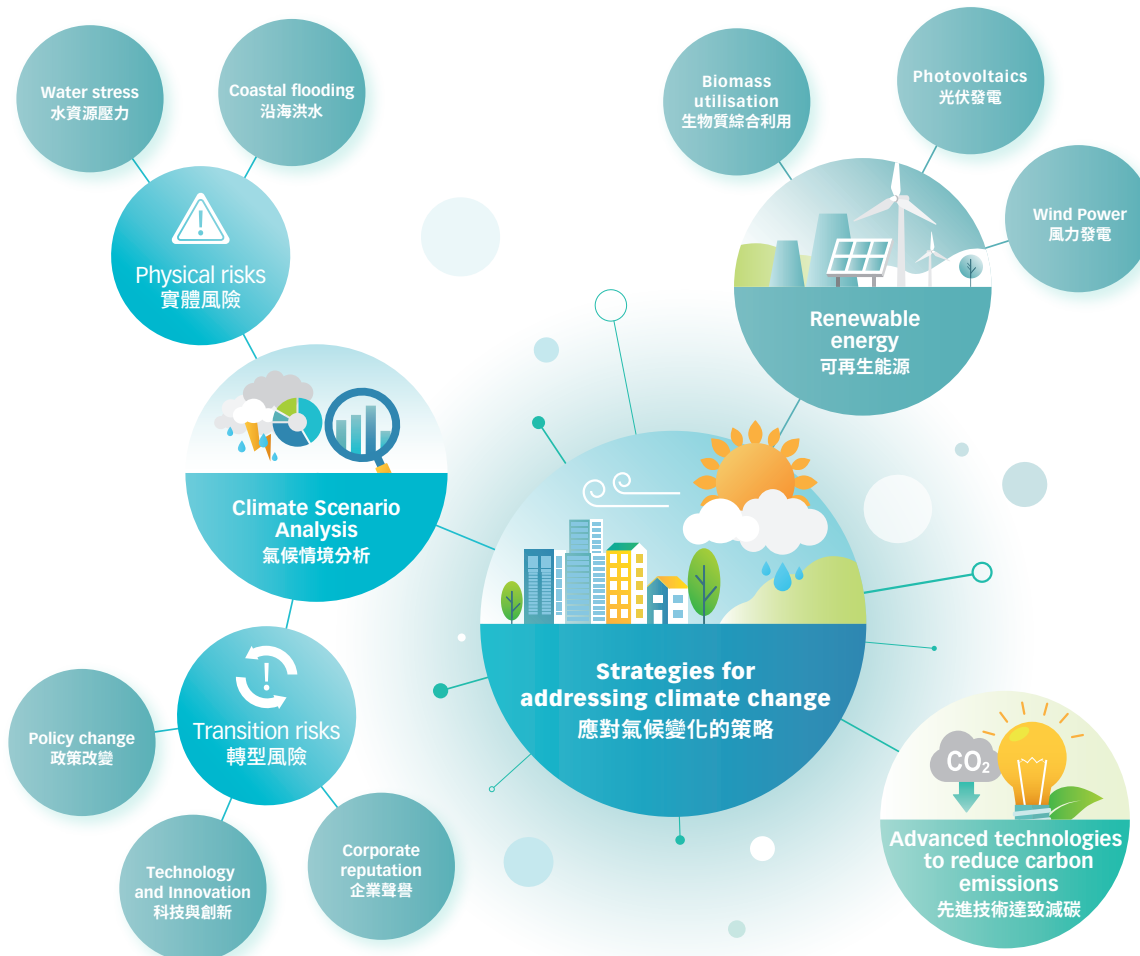 Water stress
水資源壓力
Coastal flooding
沿海洪水
Physical risks
實體風險
Biomass
utilisation
生物質綜合利用
Photovoltaics
光伏發電
Wind Power
風力發電
Renewable
energy
可再生能源
Climate Scenario
Analysis
氣候情境分析
Strategies for
addressing climate change
應對氣候變化的策略
Transition risks
轉型風險
Policy change
政策改變
Technology
and Innovation
科技與創新
Corporate
reputation
企業聲譽
CO₂
Advanced technologies
to reduce carbon
emissions
先進技術達致減碳